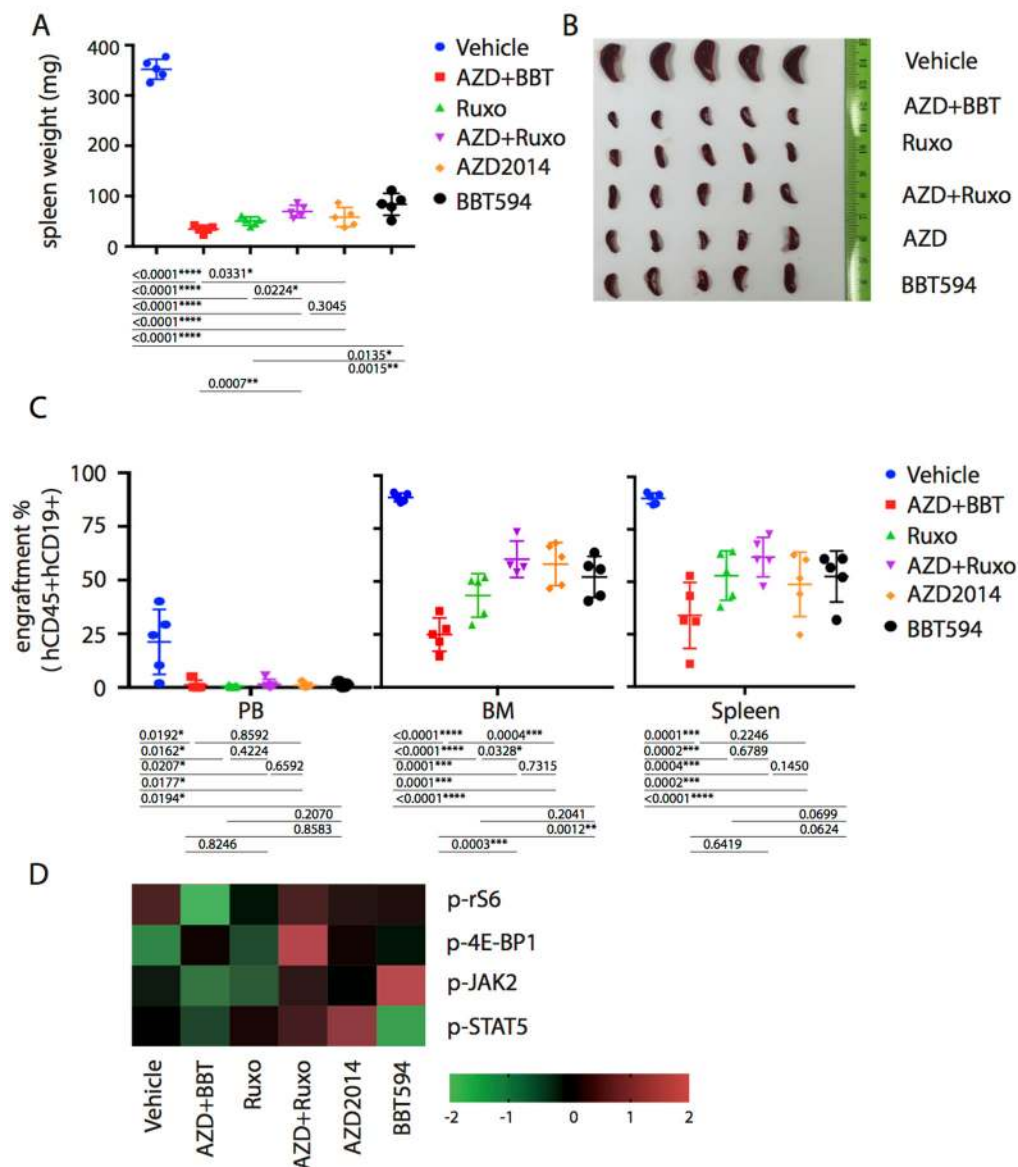 A
spleen weight (mg)
400
300
200
100
0
Vehicle
AZD+BBT
Ruxo
AZD+Ruxo
AZD2014
BBT594
<0.0001**** 0.0331*
<0.0001**** 0.0224*
<0.0001**** 0.3045
<0.0001****
<0.0001****
0.0135*
0.0015**
0.0007**
B
Vehicle
AZD+BBT
Ruxo
AZD+Ruxo
AZD
BBT594
C
engraftment %
( hCD45+hCD19+)
100
75
50
25
0
PB BM Spleen
Vehicle
AZD+BBT
Ruxo
AZD+Ruxo
AZD2014
BBT594
0.0192* 0.8592
0.0162* 0.4224
0.0207* 0.6592
0.0177*
0.0194*
0.2070
0.8583
0.8246
<0.0001**** 0.0004***
<0.0001**** 0.0328*
0.0001*** 0.7315
0.0001***
<0.0001****
0.2041
0.0012**
0.0003***
0.0001*** 0.2246
0.0002*** 0.6789
0.0004*** 0.1450
0.0002***
<0.0001****
0.0699
0.0624
0.6419
D
p-rS6
p-4E-BP1
p-JAK2
p-STAT5
Vehicle
AZD+BBT
Ruxo
AZD+Ruxo
AZD2014
BBT594
-2 -1 0 1 2